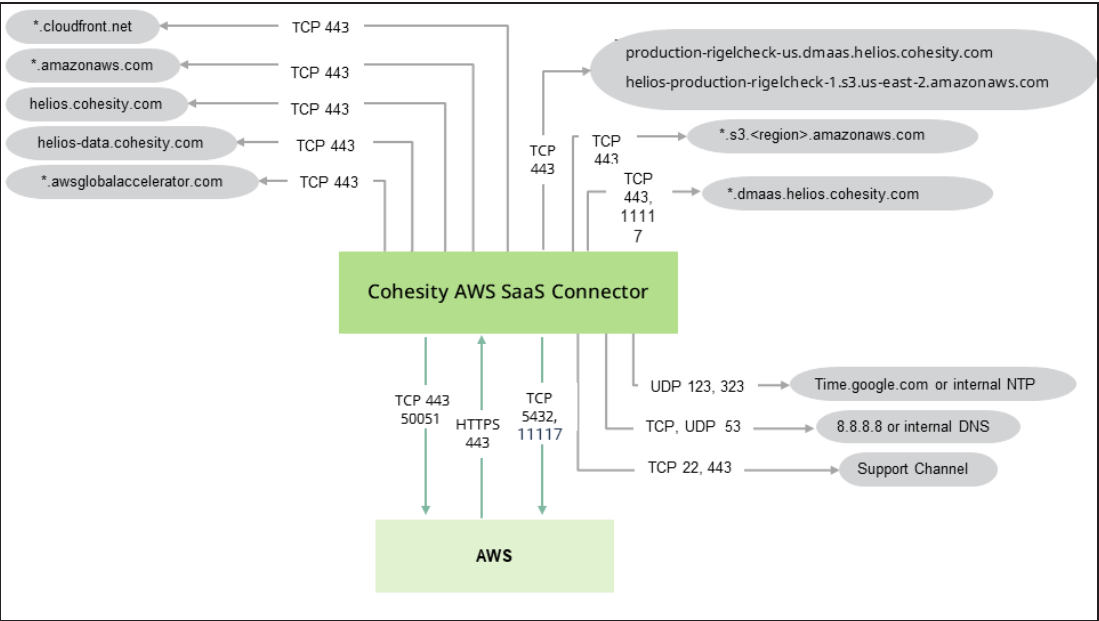 *.cloudfront.net
TCP 443
*.amazonaws.com
TCP 443
helios.cohesity.com
TCP 443
helios-data.cohesity.com
TCP 443
*.awsglobalaccelerator.com
TCP 443
production-rigelcheck-us.dmaas.helios.cohesity.com
helios-production-rigelcheck-1.s3.us-east-2.amazonaws.com
TCP
443
TCP
443
*.s3.<region>.amazonaws.com
TCP
443,
1111
7
*.dmaas.helios.cohesity.com
Cohesity AWS SaaS Connector
TCP 443
50051
HTTPS
443
TCP
5432,
11117
UDP 123, 323
Time.google.com or internal NTP
TCP, UDP 53
8.8.8.8 or internal DNS
TCP 22, 443
Support Channel
AWS